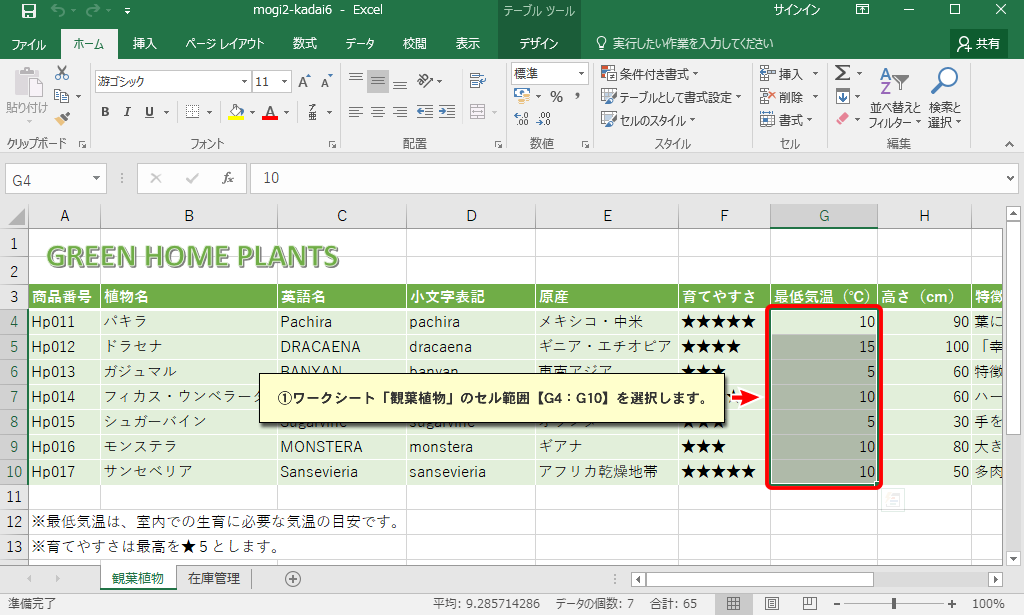 mogi2-kadai6 - Excel
テーブル ツール
サインイン
ファイル ホーム 挿入 ページ レイアウト 数式 データ 校閲 表示 デザイン 実行したい作業を入力してください 共有
游ゴシック 11 標準 条件付き書式 挿入
テーブルとして書式設定 削除
セルのスタイル 書式
貼り付け
並べ替えと フィルター
検索と 選択
クリップボード フォント 配置 数値 スタイル セル 編集
G4 10
A B C D E F G H
1 GREEN HOME PLANTS
2
3 商品番号 植物名 英語名 小文字表記 原産 育てやすさ 最低気温（℃） 高さ（cm） 特徴
4 Hp011 パキラ Pachira pachira メキシコ・中米 ★★★★★ 10 90 葉に
5 Hp012 ドラセナ DRACAENA dracaena ギニア・エチオピア ★★★★ 15 100 「幸
6 Hp013 ガジュマル BANYAN banyan 東南アジア ★★★ 5 60 特徴
7 Hp014 フィカス・ウンベラータ 10 60 ハー
①ワークシート「観葉植物」のセル範囲【G4：G10】を選択します。
8 Hp015 シュガーバイン Sugarvine sugarvine ★★★ 5 30 手を
9 Hp016 モンステラ MONSTERA monstera ギアナ ★★★ 10 80 大き
10 Hp017 サンセベリア Sansevieria sansevieria アフリカ乾燥地帯 ★★★★★ 10 50 多肉
11
12 ※最低気温は、室内での生育に必要な気温の目安です。
13 ※育てやすさは最高を★５とします。
観葉植物 在庫管理
準備完了 平均: 9.285714286 データの個数: 7 合計: 65 100%